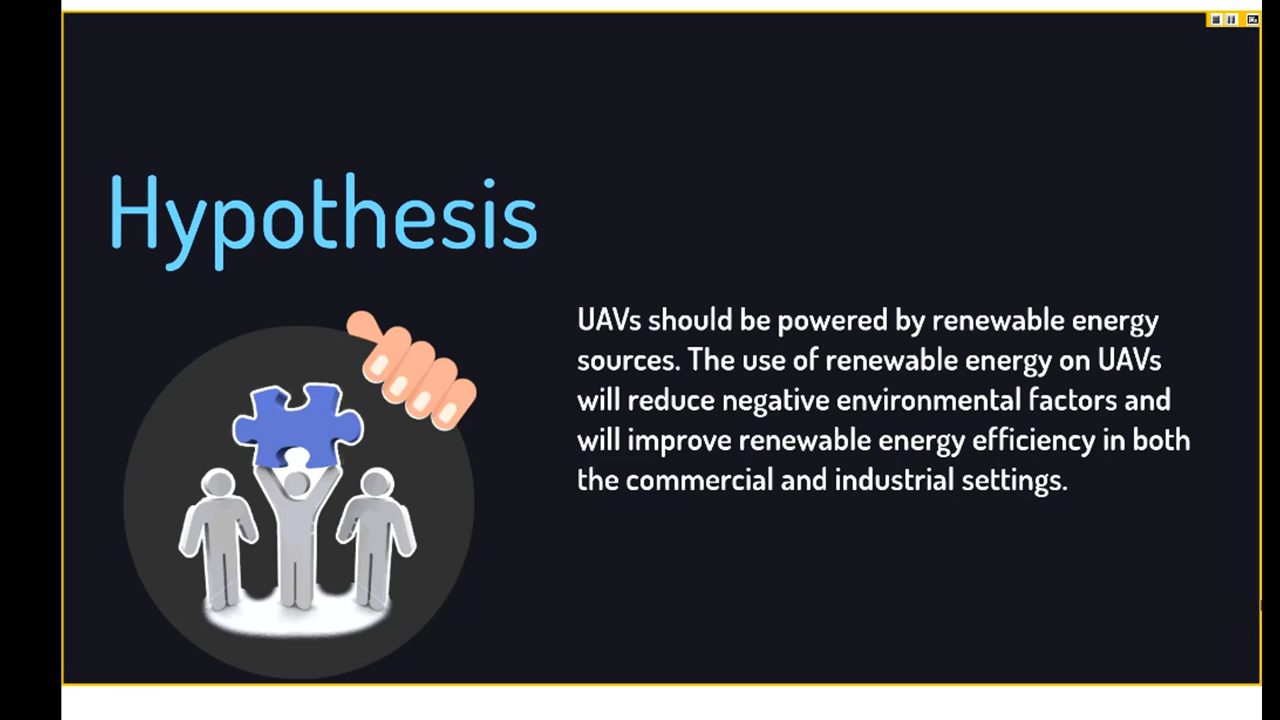 Hypothesis
UAVs should be powered by renewable energy
sources. The use of renewable energy on UAVs
will reduce negative environmental factors and
will improve renewable energy efficiency in both
the commercial and industrial settings.